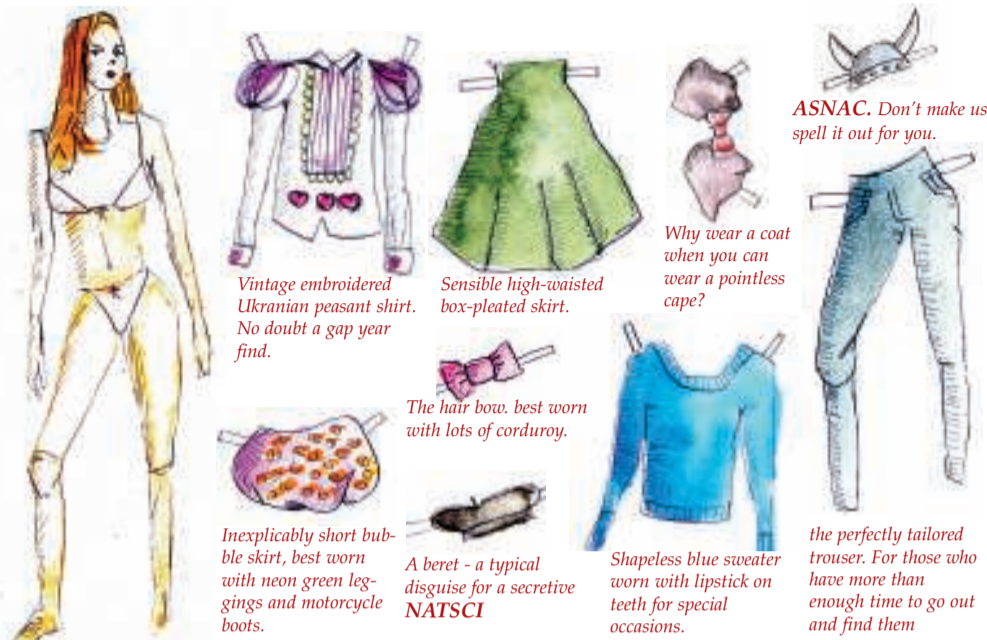 ASNAC. Don't make us
spell it out for you.
Vintage embroidered
Ukranian peasant shirt.
No doubt a gap year
find.
Sensible high-waisted
box-pleated skirt.
Why wear a coat
when you can
wear a pointless
cape?
The hair bow. best worn
with lots of corduroy.
Inexplicably short bub-
ble skirt, best worn
with neon green leg-
gings and motorcycle
boots.
A beret - a typical
disguise for a secretive
NATSCI
Shapeless blue sweater
worn with lipstick on
teeth for special
occasions.
the perfectly tailored
trouser. For those who
have more than
enough time to go out
and find them